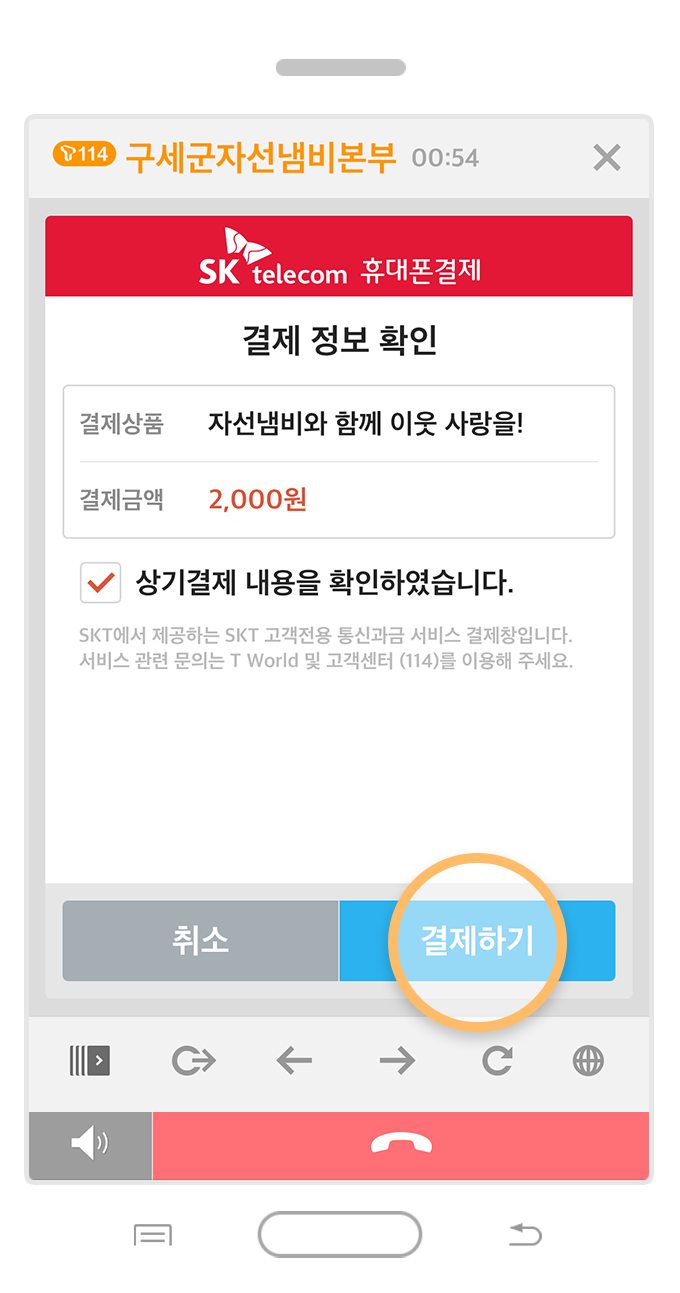 T114 구세군자선냄비본부 00:54
SK telecom 휴대폰결제
결제 정보 확인
결제상품 자선냄비와 함께 이웃 사랑을!
결제금액 2,000원
상기결제 내용을 확인하였습니다.
SKT에서 제공하는 SKT 고객전용 통신과금 서비스 결제창입니다.
서비스 관련 문의는 T World 및 고객센터 (114)를 이용해 주세요.
취소 결제하기